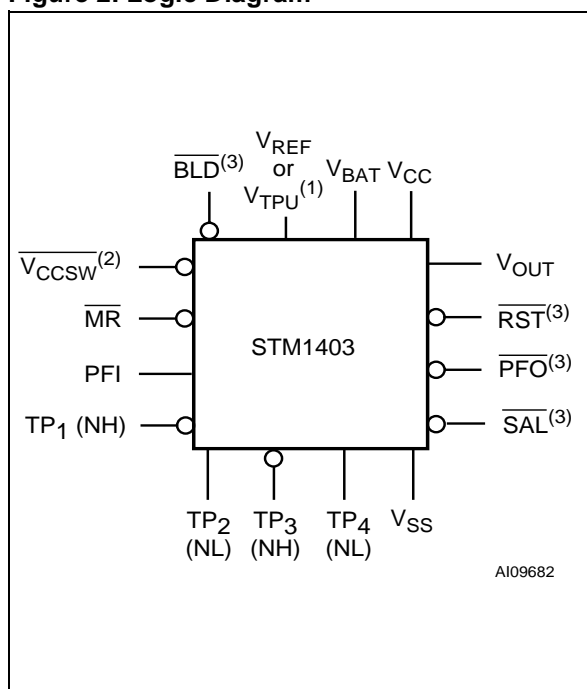 Figure 2. Logic Diagram
VREF
BLD(3) or VBAT VCC
VTPU(1)
VCCSW(2)
VOUT
MR
RST(3)
STM1403
PFI
PFO(3)
TP1 (NH)
SAL(3)
TP2 TP3 TP4 VSS
(NL) (NH) (NL)
AI09682